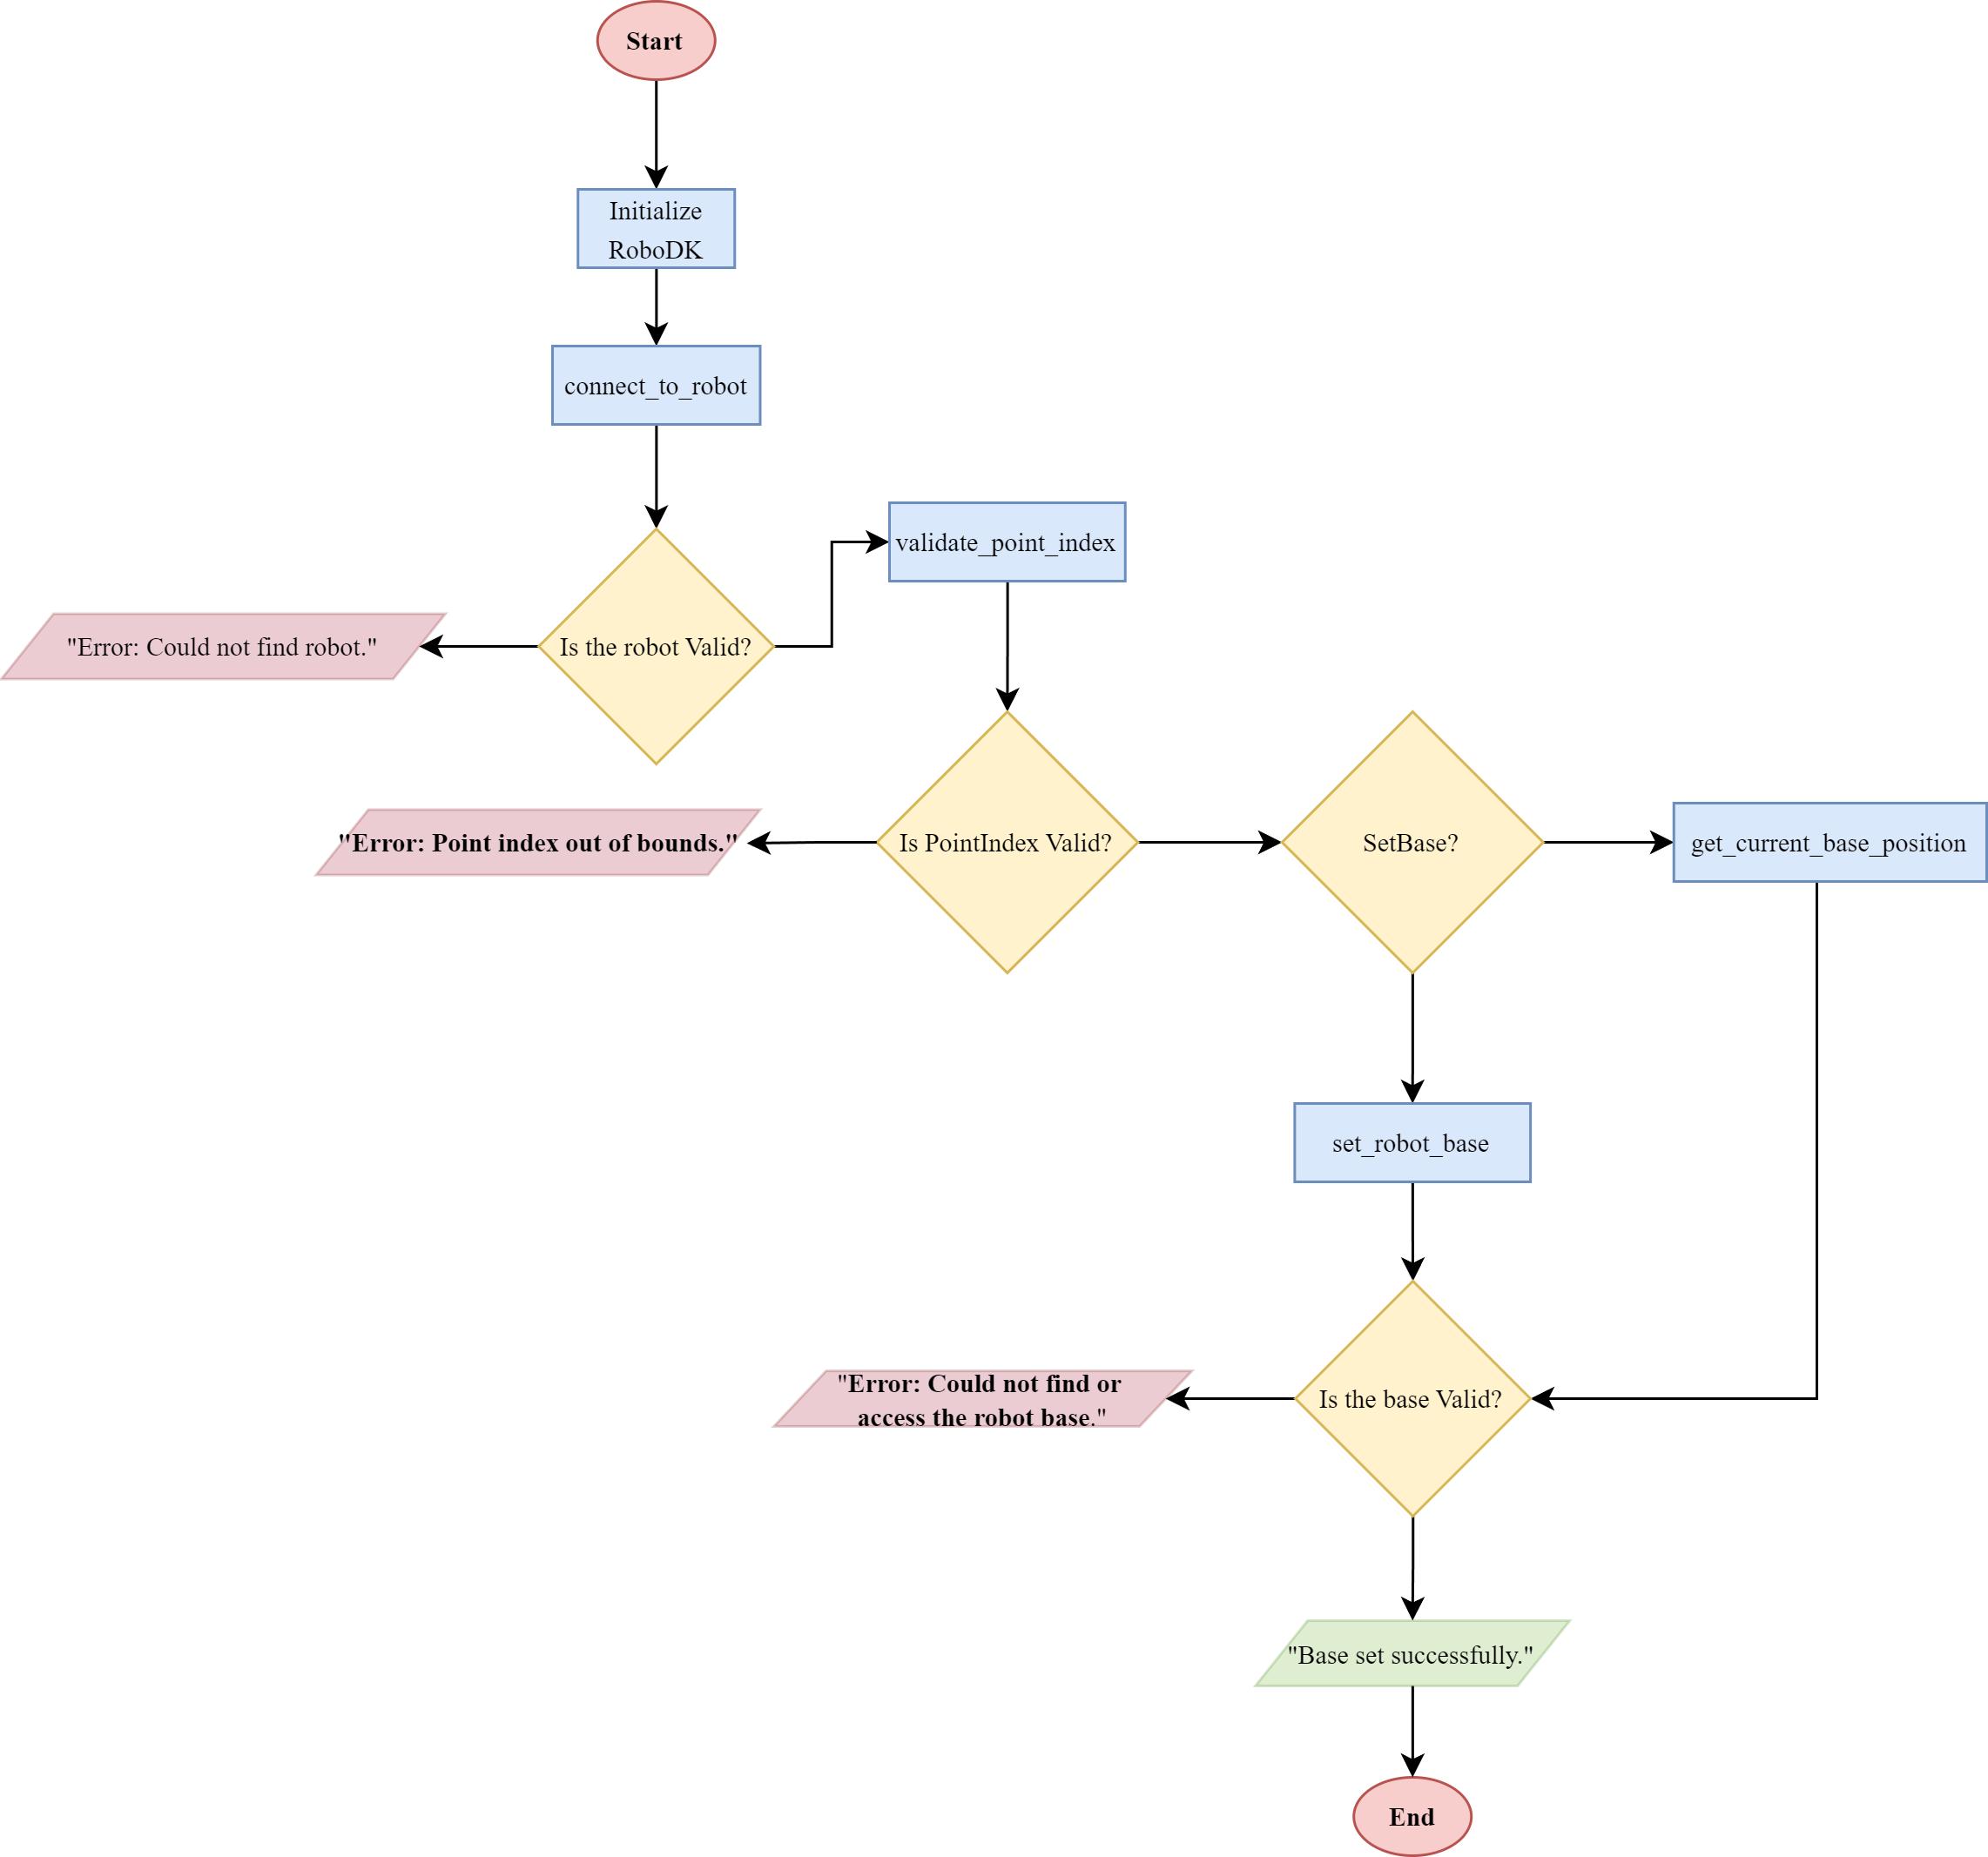 Start
Initialize
RoboDK
connect_to_robot
validate_point_index
"Error: Could not find robot."
Is the robot Valid?
"Error: Point index out of bounds."
Is PointIndex Valid?
SetBase?
get_current_base_position
set_robot_base
"Error: Could not find or
access the robot base."
Is the base Valid?
"Base set successfully."
End